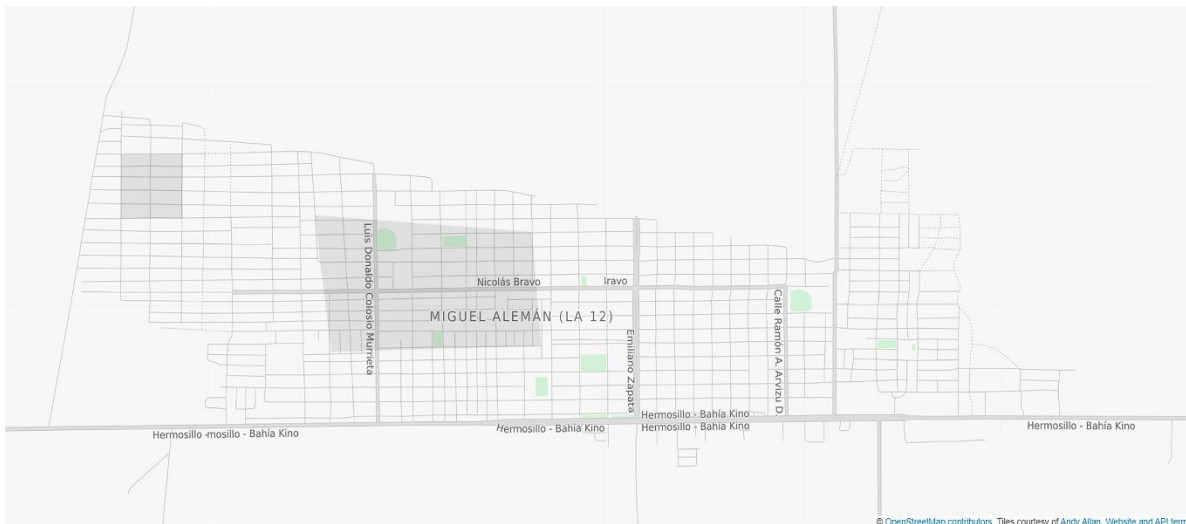 Luis Donaldo Colosio Murrieta
Nicolás Bravo
Bravo
MIGUEL ALEMÁN (LA 12)
Emiliano Zapata
Calle Ramón A. Arvizu D.
Hermosillo - Bahía Kino
Hermosillo -mosillo - Bahía Kino
Hermosillo - Bahía Kino
Hermosillo - Bahía Kino
Hermosillo - Bahía Kino
© OpenStreetMap contributors. Tiles courtesy of Andy Allan. Website and API term